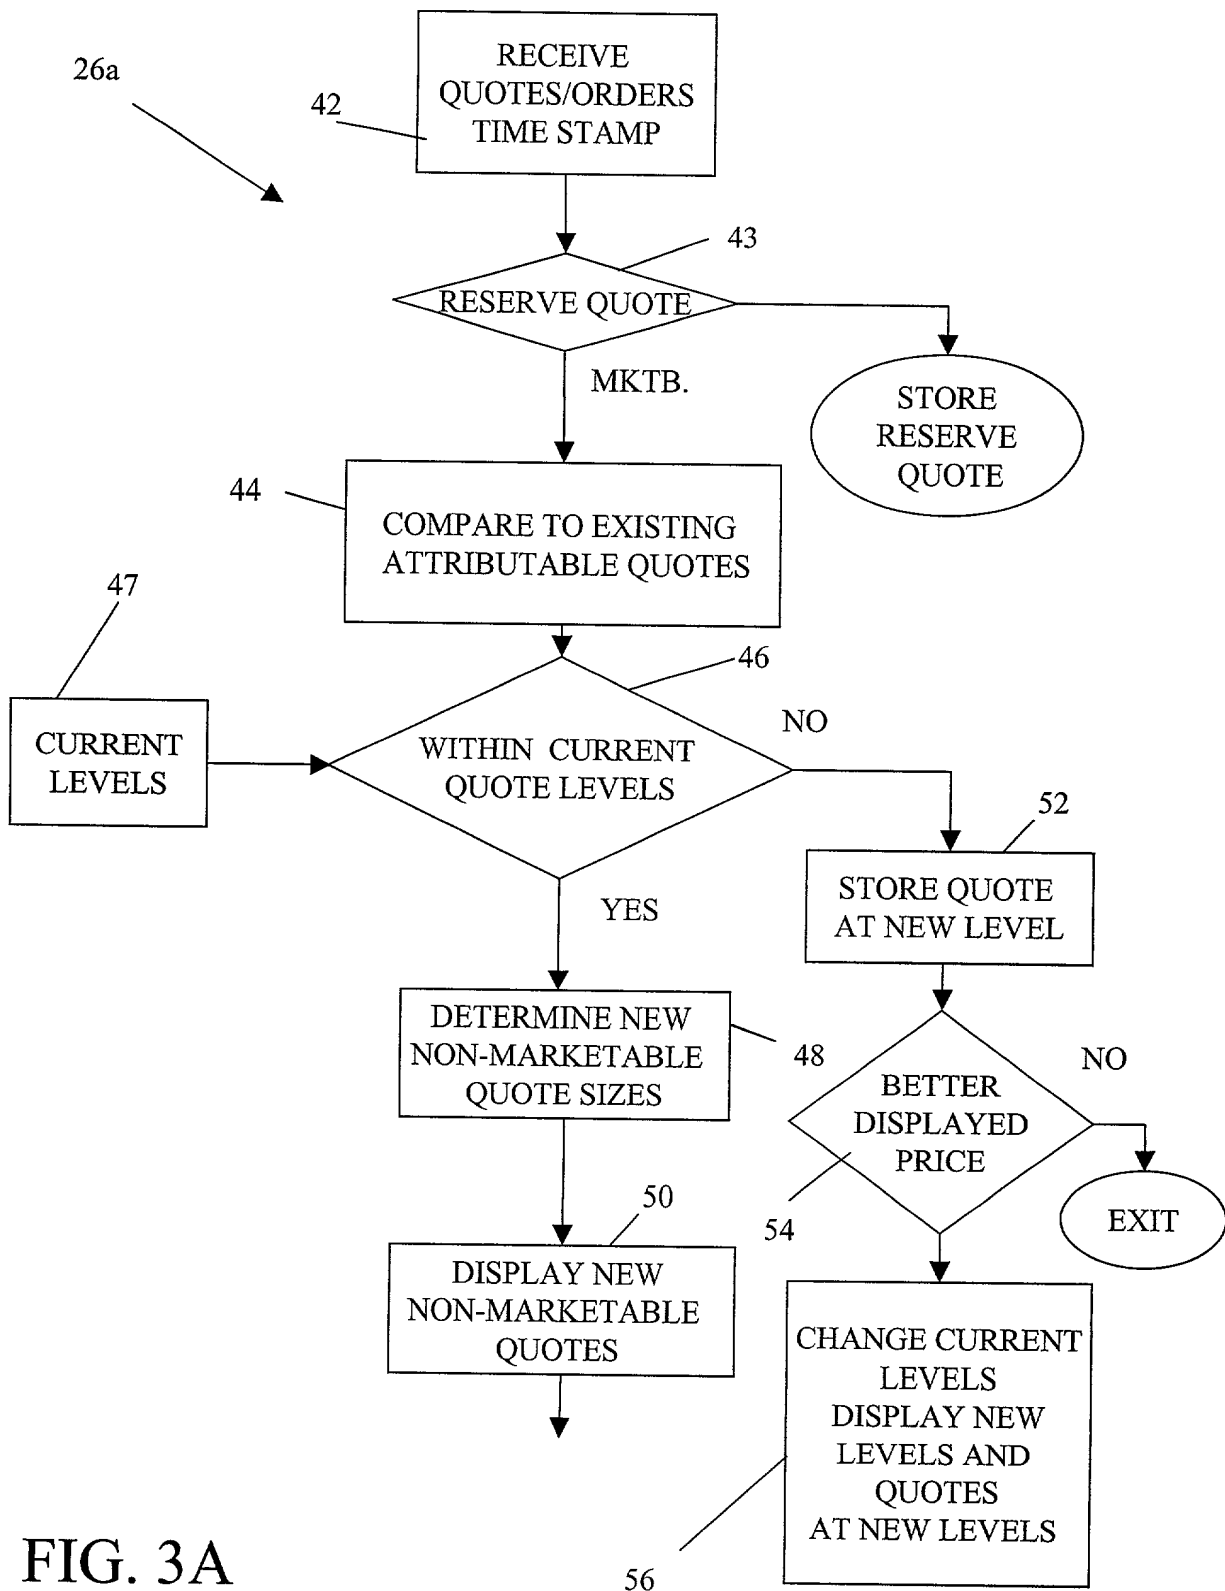 RECEIVE
QUOTES/ORDERS
TIME STAMP
26a
42
43
RESERVE QUOTE
MKTB.
STORE
RESERVE
QUOTE
44
COMPARE TO EXISTING
ATTRIBUTABLE QUOTES
47
46
CURRENT
LEVELS
WITHIN CURRENT
QUOTE LEVELS
NO
52
STORE QUOTE
AT NEW LEVEL
YES
DETERMINE NEW
NON-MARKETABLE
QUOTE SIZES
48
BETTER
DISPLAYED
PRICE
NO
54
EXIT
50
DISPLAY NEW
NON-MARKETABLE
QUOTES
CHANGE CURRENT
LEVELS
DISPLAY NEW
LEVELS AND
QUOTES
AT NEW LEVELS
56
FIG. 3A